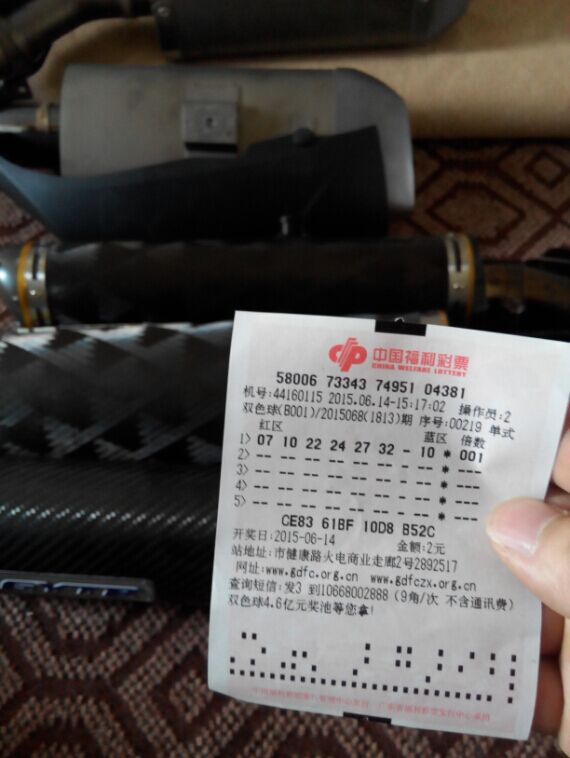 中国福利彩票
CHINA WELFARE LOTTERY
58006 73343 74951 04381
机号:44160115 2015.06.14-15:17:02 操作员:2
双色球(B001)/2015068(1813)期 序号:00219 单式
红区 蓝区 倍数
1> 07 10 22 24 27 32 - 10 * 001
2> -- -- -- -- -- -- - -- * ---
3> -- -- -- -- -- -- - -- * ---
4> -- -- -- -- -- -- - -- * ---
5> -- -- -- -- -- -- - -- * ---
CE83 61BF 10D8 B52C
开奖日:2015-06-14 金额:2元
站地址:市健康路火电商业走廊2号2892517
网址:www.gdfc.org.cn www.gdfczx.org.cn
查询短信:发3 到10668002888 (9角/次 不含通讯费)
双色球4.6亿元奖池等您拿!